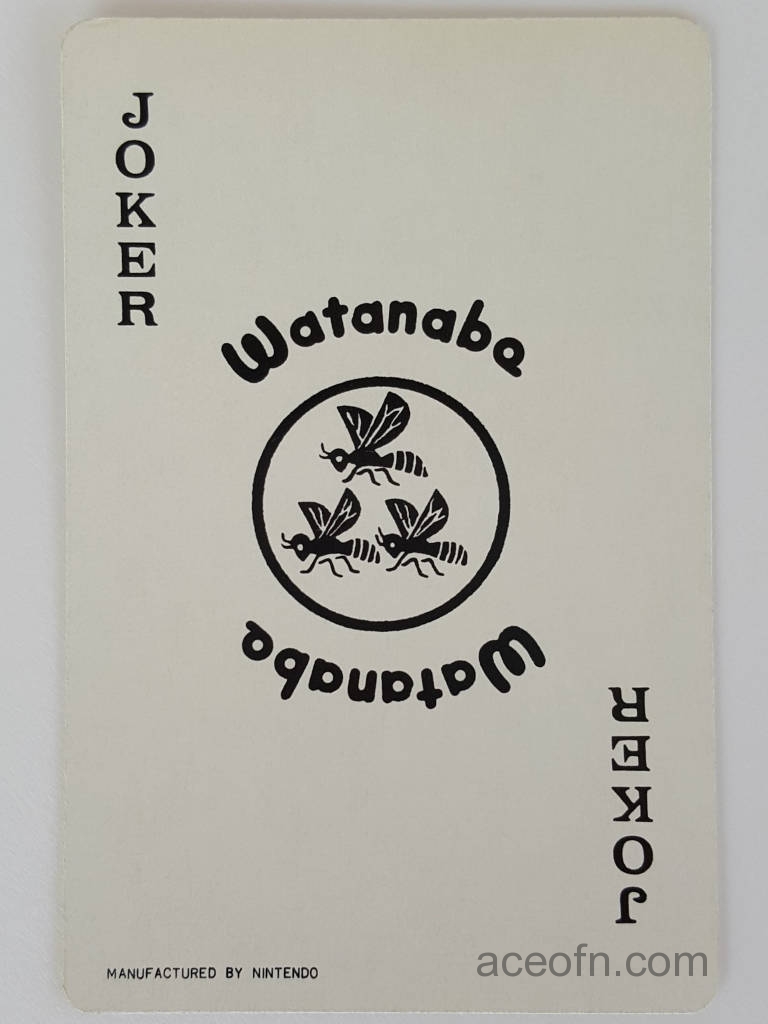 JOKER
Watanabe
Watanabe
JOKER
MANUFACTURED BY NINTENDO
aceofn.com